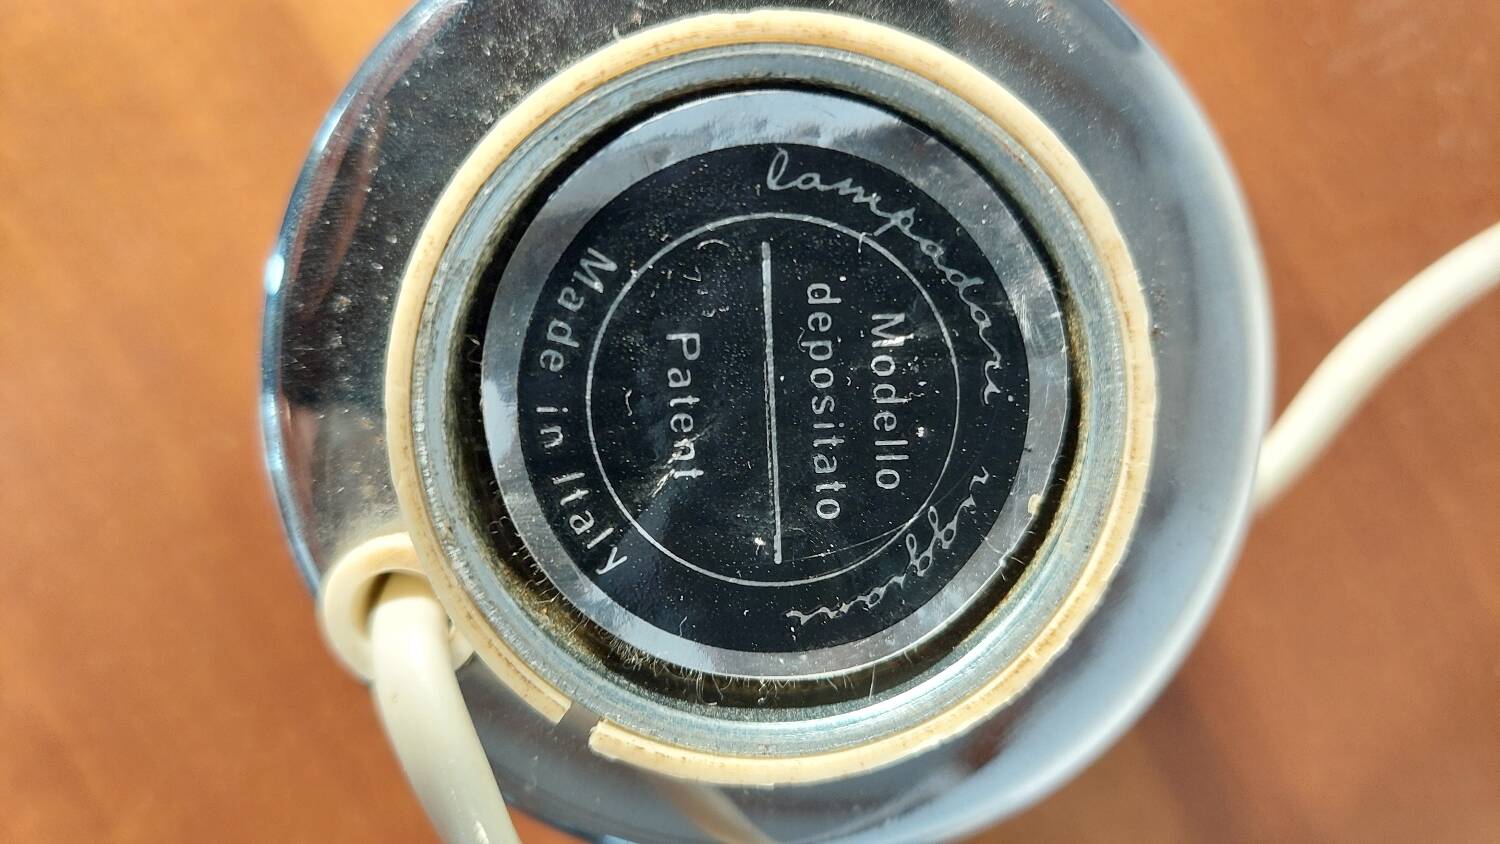 lampadari reggiani
Modello
depositato
Patent
Made in Italy